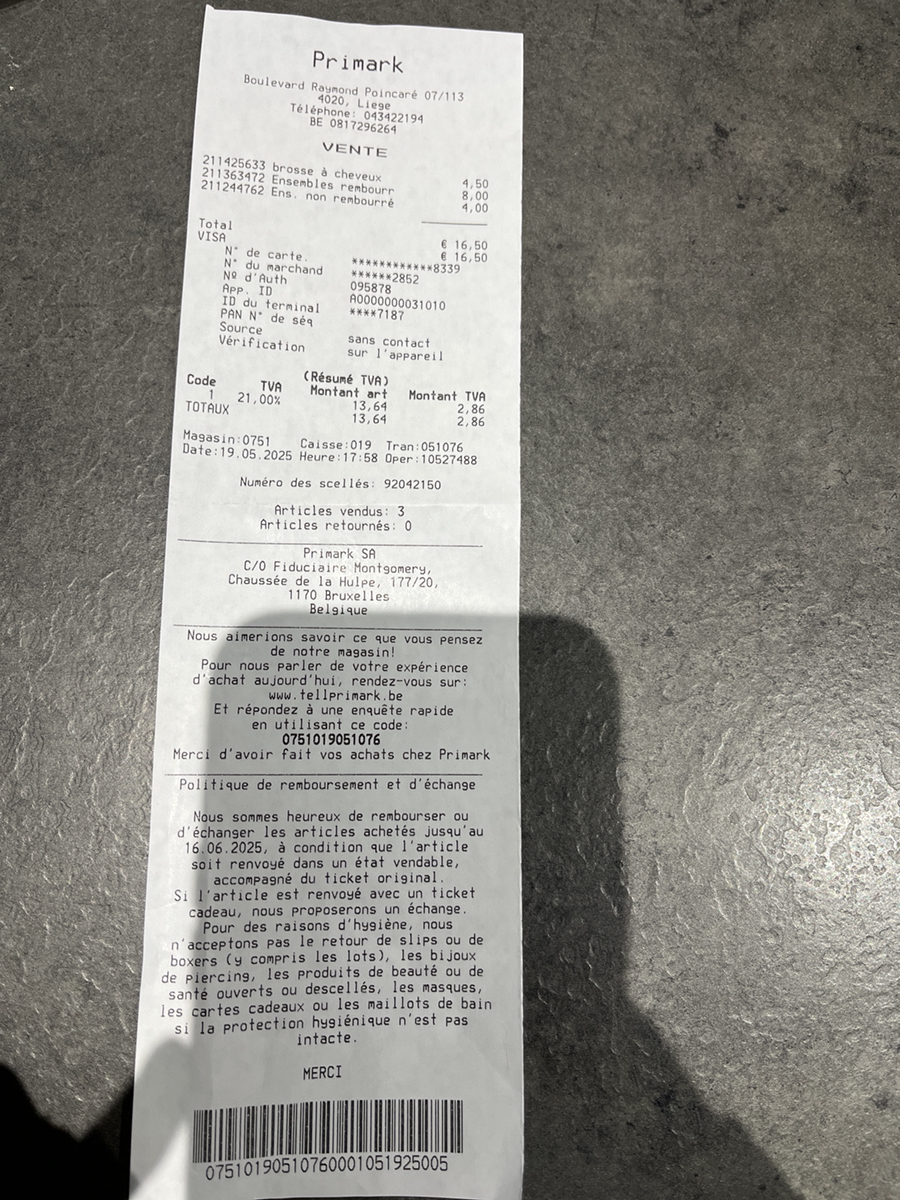 Primark
Boulevard Raymond Poincaré 07/113
4020, Liege
Téléphone: 043422194
BE 0817296264
VENTE
211425633 brosse à cheveux 4,50
211363472 Ensembles rembourr 8,00
211244762 Ens. non rembourré 4,00
Total € 16,50
VISA € 16,50
N° de carte. ************8339
N° du marchand ******2852
Nº d'Auth 095878
App. ID A0000000031010
ID du terminal ****7187
PAN N° de séq
Source sans contact
Vérification sur l'appareil
(Résumé TVA)
Code TVA Montant art Montant TVA
1 21,00% 13,64 2,86
TOTAUX 13,64 2,86
Magasin:0751 Caisse:019 Tran:051076
Date:19.05.2025 Heure:17:58 Oper:10527488
Numéro des scellés: 92042150
Articles vendus: 3
Articles retournés: 0
Primark SA
C/O Fiduciaire Montgomery,
Chaussée de la Hulpe, 177/20,
1170 Bruxelles
Belgique
Nous aimerions savoir ce que vous pensez
de notre magasin!
Pour nous parler de votre expérience
d'achat aujourd'hui, rendez-vous sur:
www.tellprimark.be
Et répondez à une enquête rapide
en utilisant ce code:
0751019051076
Merci d'avoir fait vos achats chez Primark
Politique de remboursement et d'échange
Nous sommes heureux de rembourser ou
d'échanger les articles achetés jusqu'au
16.06.2025, à condition que l'article
soit renvoyé dans un état vendable,
accompagné du ticket original.
Si l'article est renvoyé avec un ticket
cadeau, nous proposerons un échange.
Pour des raisons d'hygiène, nous
n'acceptons pas le retour de slips ou de
boxers (y compris les lots), les bijoux
de piercing, les produits de beauté ou de
santé ouverts ou descellés, les masques,
les cartes cadeaux ou les maillots de bain
si la protection hygiénique n'est pas
intacte.
MERCI
07510190510760001051925005